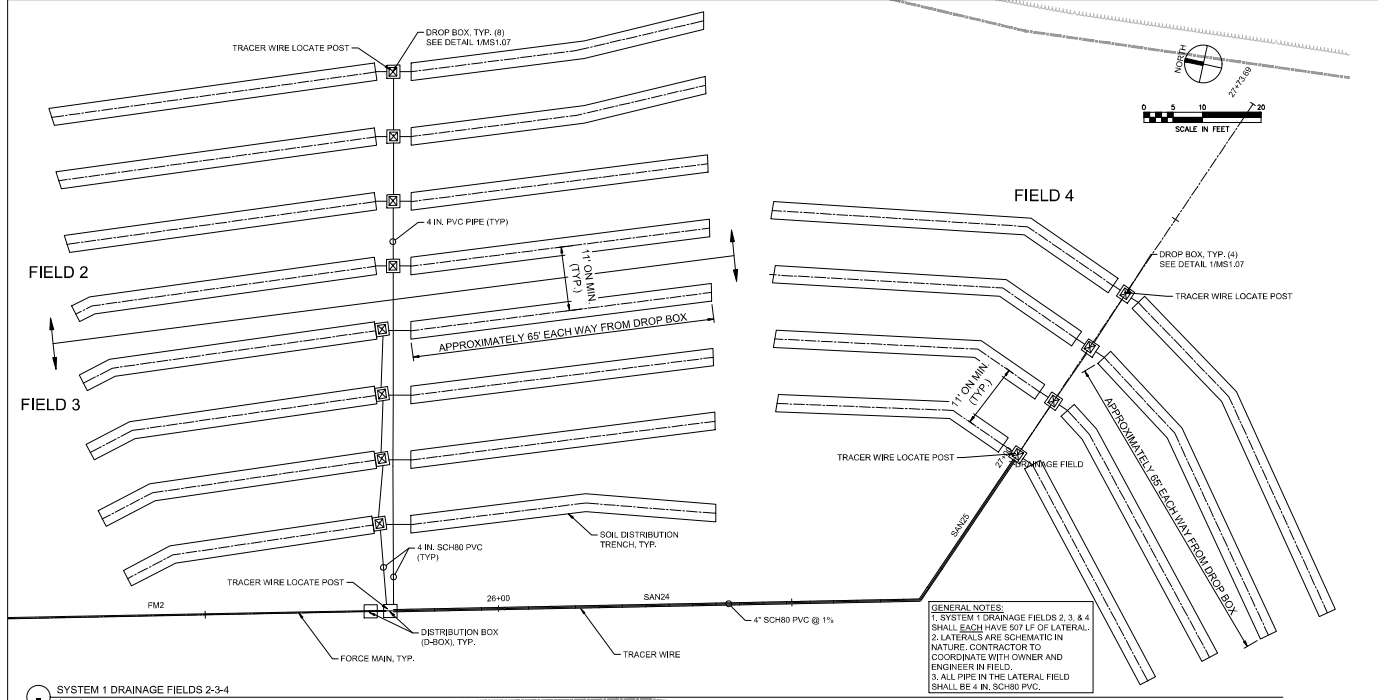 DROP BOX, TYP. (8)
SEE DETAIL 1/MS1.07
TRACER WIRE LOCATE POST
NORTH
27+73.69
0 5 10 20
SCALE IN FEET
FIELD 4
4 IN. PVC PIPE (TYP)
FIELD 2
11' ON MIN.
(TYP.)
DROP BOX, TYP. (4)
SEE DETAIL 1/MS1.07
TRACER WIRE LOCATE POST
APPROXIMATELY 65' EACH WAY FROM DROP BOX
FIELD 3
11' ON MIN.
(TYP.)
APPROXIMATELY 65' EACH WAY FROM DROP BOX
TRACER WIRE LOCATE POST
DRAINAGE FIELD
SAN25
SOIL DISTRIBUTION
TRENCH, TYP.
4 IN. SCH80 PVC
(TYP)
TRACER WIRE LOCATE POST
FM2
26+00
SAN24
4" SCH80 PVC @ 1%
DISTRIBUTION BOX
(D-BOX), TYP.
FORCE MAIN, TYP.
TRACER WIRE
GENERAL NOTES:
1. SYSTEM 1 DRAINAGE FIELDS 2, 3, & 4
SHALL EACH HAVE 507 LF OF LATERAL.
2. LATERALS ARE SCHEMATIC IN
NATURE. CONTRACTOR TO
COORDINATE WITH OWNER AND
ENGINEER IN FIELD.
3. ALL PIPE IN THE LATERAL FIELD
SHALL BE 4 IN. SCH80 PVC.
SYSTEM 1 DRAINAGE FIELDS 2-3-4